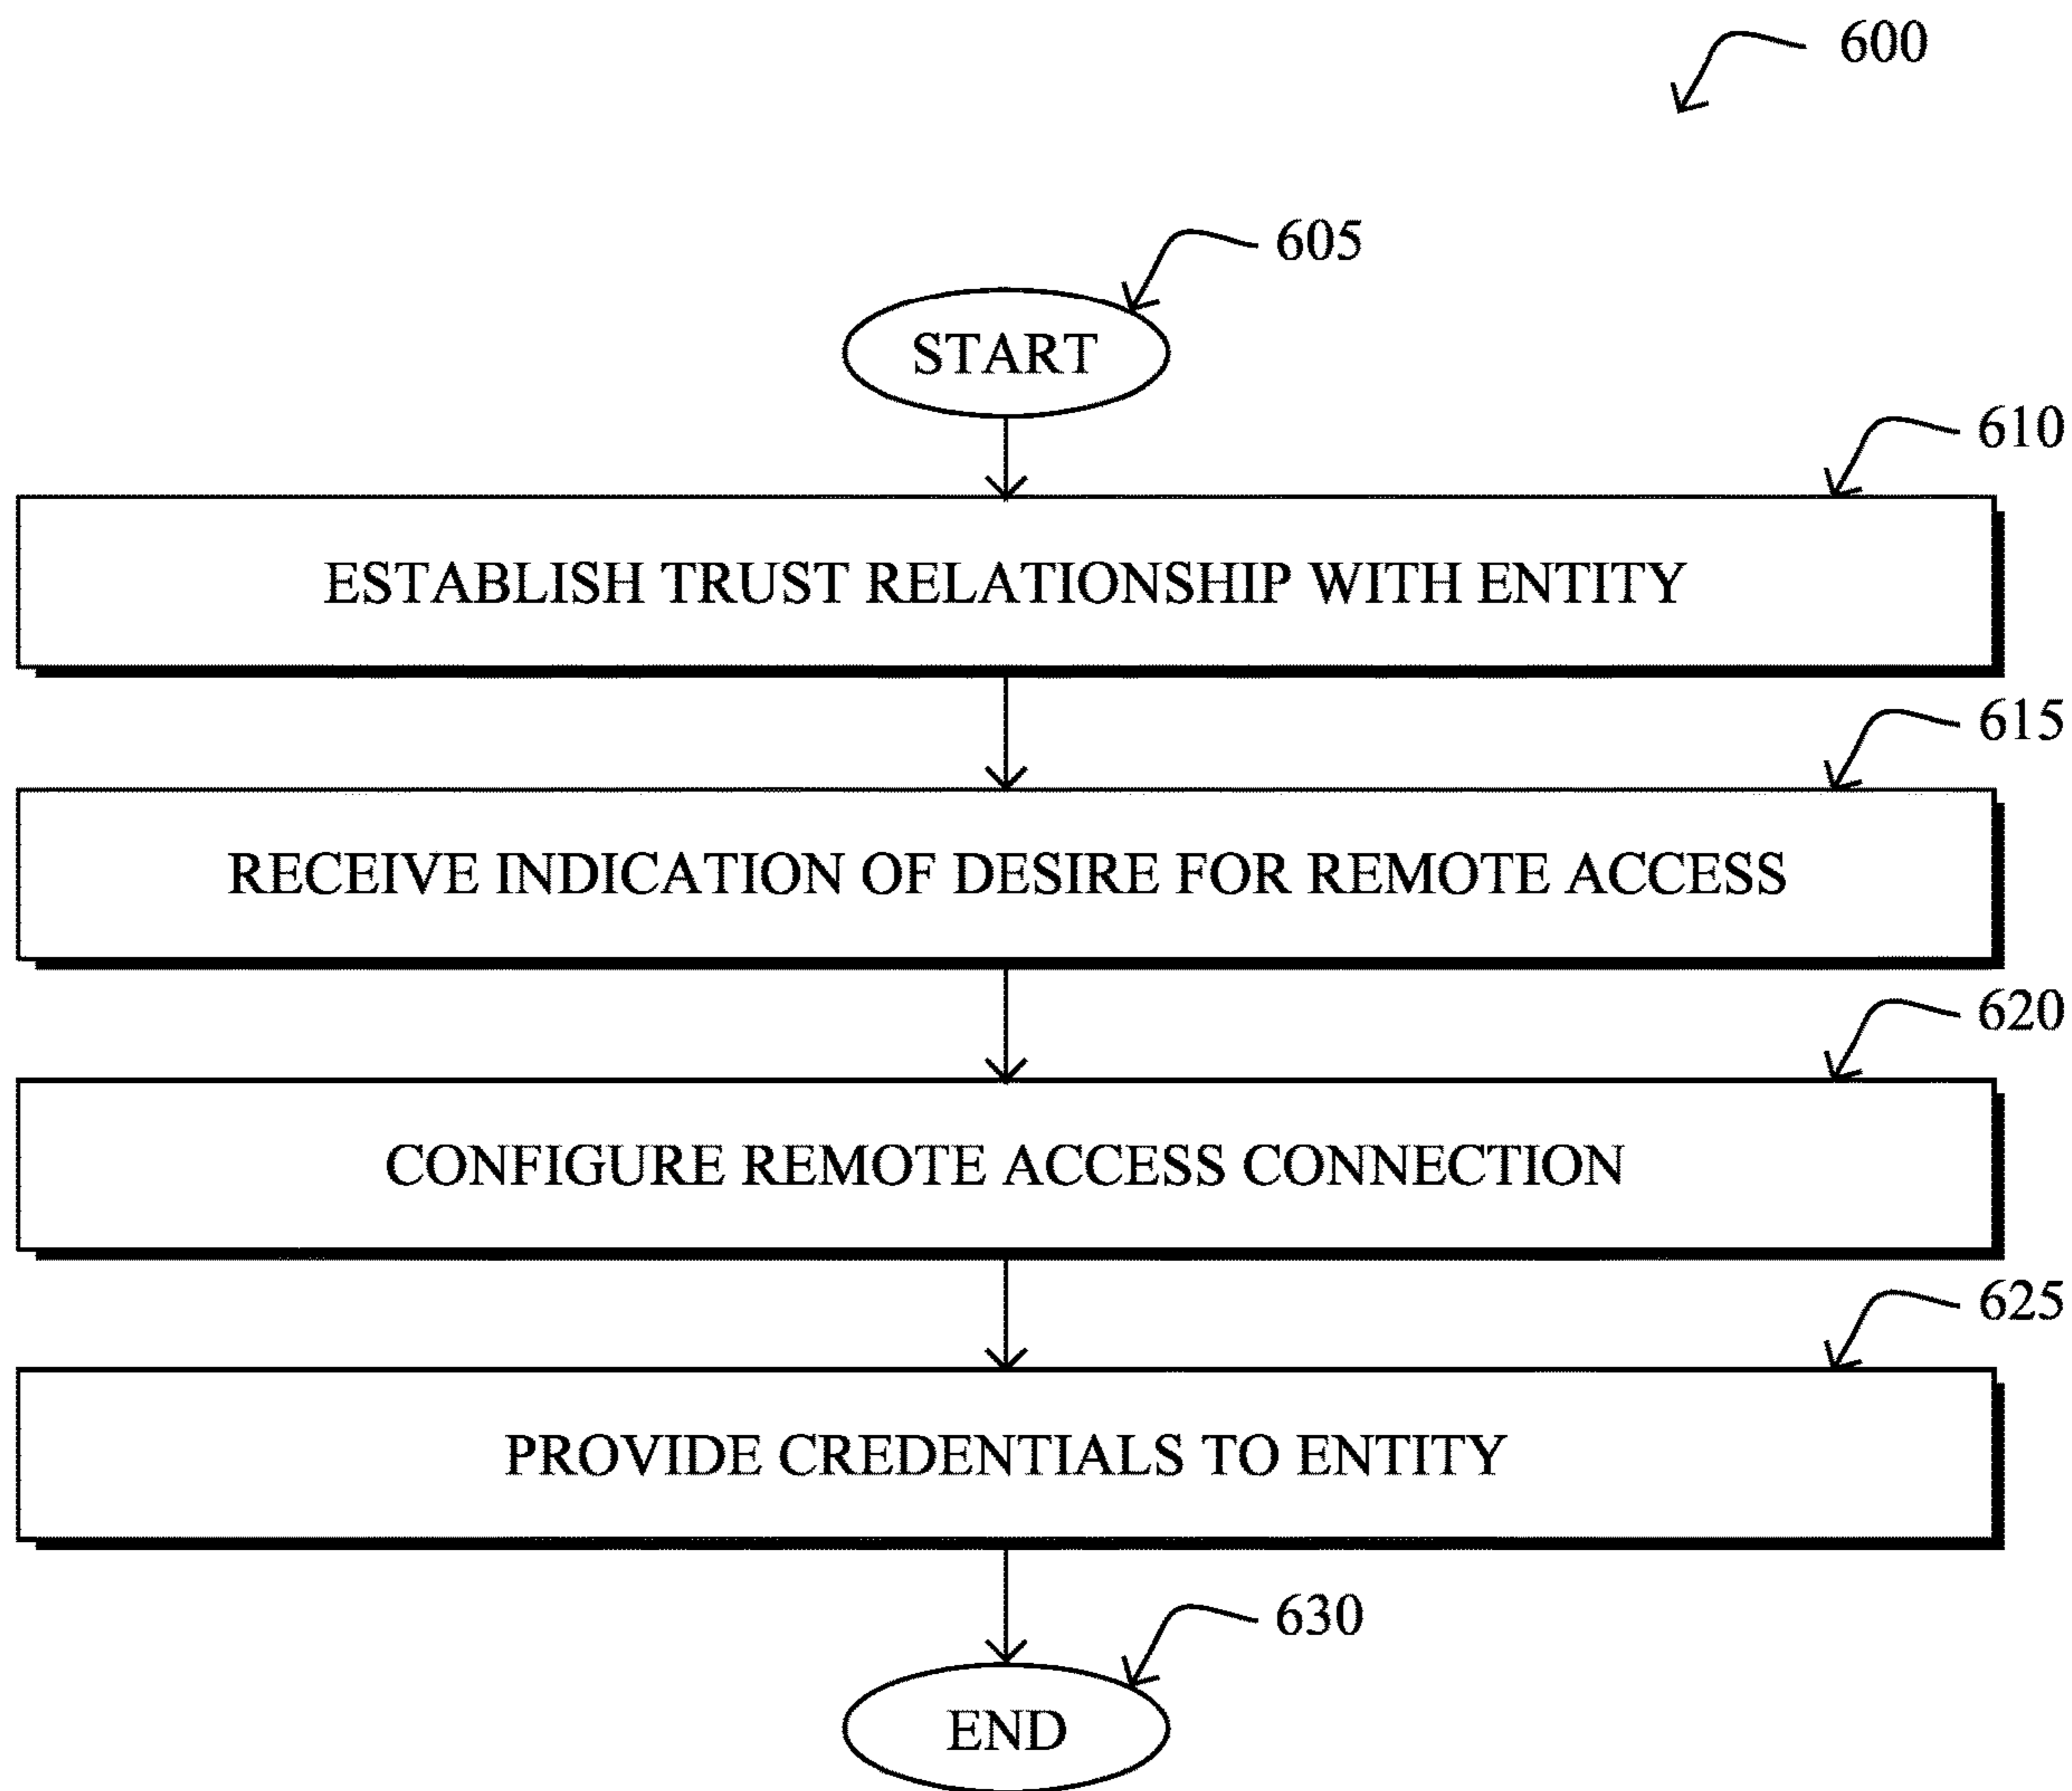 600
605
START
610
ESTABLISH TRUST RELATIONSHIP WITH ENTITY
615
RECEIVE INDICATION OF DESIRE FOR REMOTE ACCESS
620
CONFIGURE REMOTE ACCESS CONNECTION
625
PROVIDE CREDENTIALS TO ENTITY
630
END